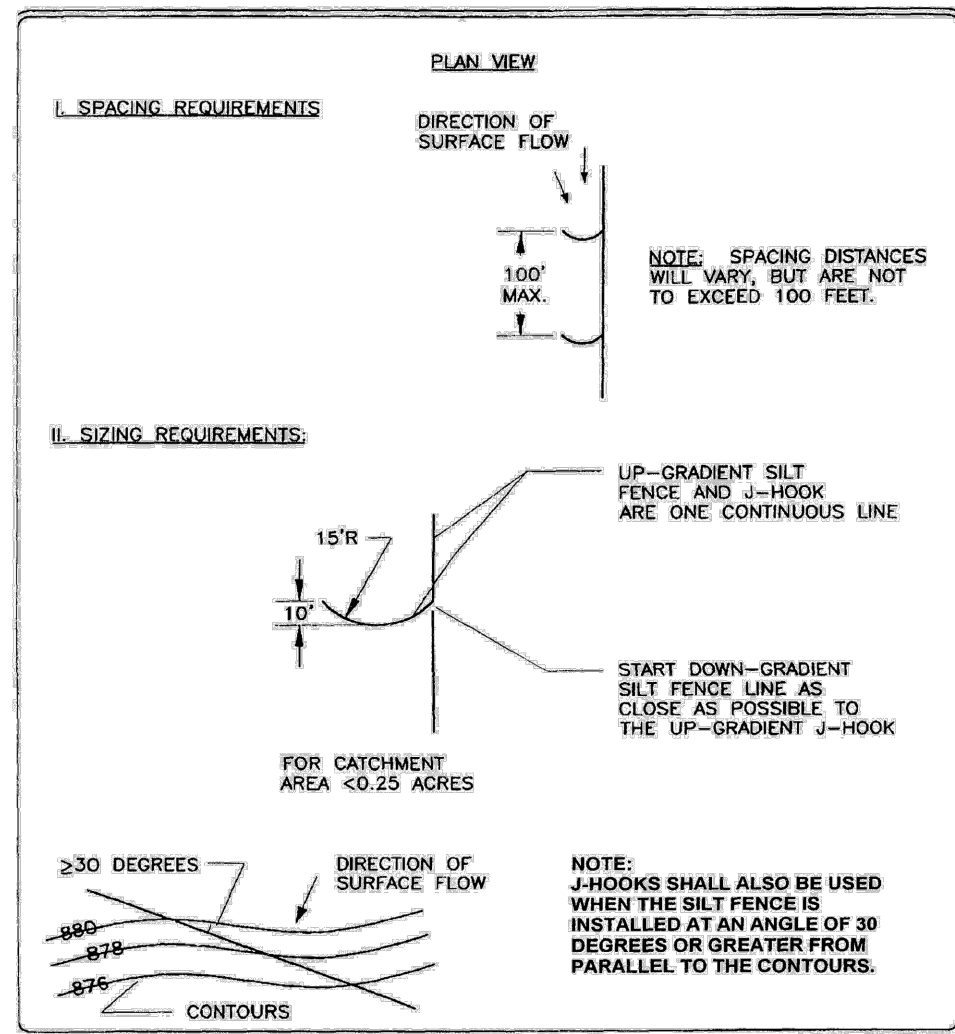 PLAN VIEW
I. SPACING REQUIREMENTS
DIRECTION OF
SURFACE FLOW
100'
MAX.
NOTE: SPACING DISTANCES
WILL VARY, BUT ARE NOT
TO EXCEED 100 FEET.
II. SIZING REQUIREMENTS:
UP-GRADIENT SILT
FENCE AND J-HOOK
ARE ONE CONTINUOUS LINE
15'R
10'
START DOWN-GRADIENT
SILT FENCE LINE AS
CLOSE AS POSSIBLE TO
THE UP-GRADIENT J-HOOK
FOR CATCHMENT
AREA <0.25 ACRES
≥30 DEGREES
DIRECTION OF
SURFACE FLOW
880
878
876
CONTOURS
NOTE:
J-HOOKS SHALL ALSO BE USED
WHEN THE SILT FENCE IS
INSTALLED AT AN ANGLE OF 30
DEGREES OR GREATER FROM
PARALLEL TO THE CONTOURS.